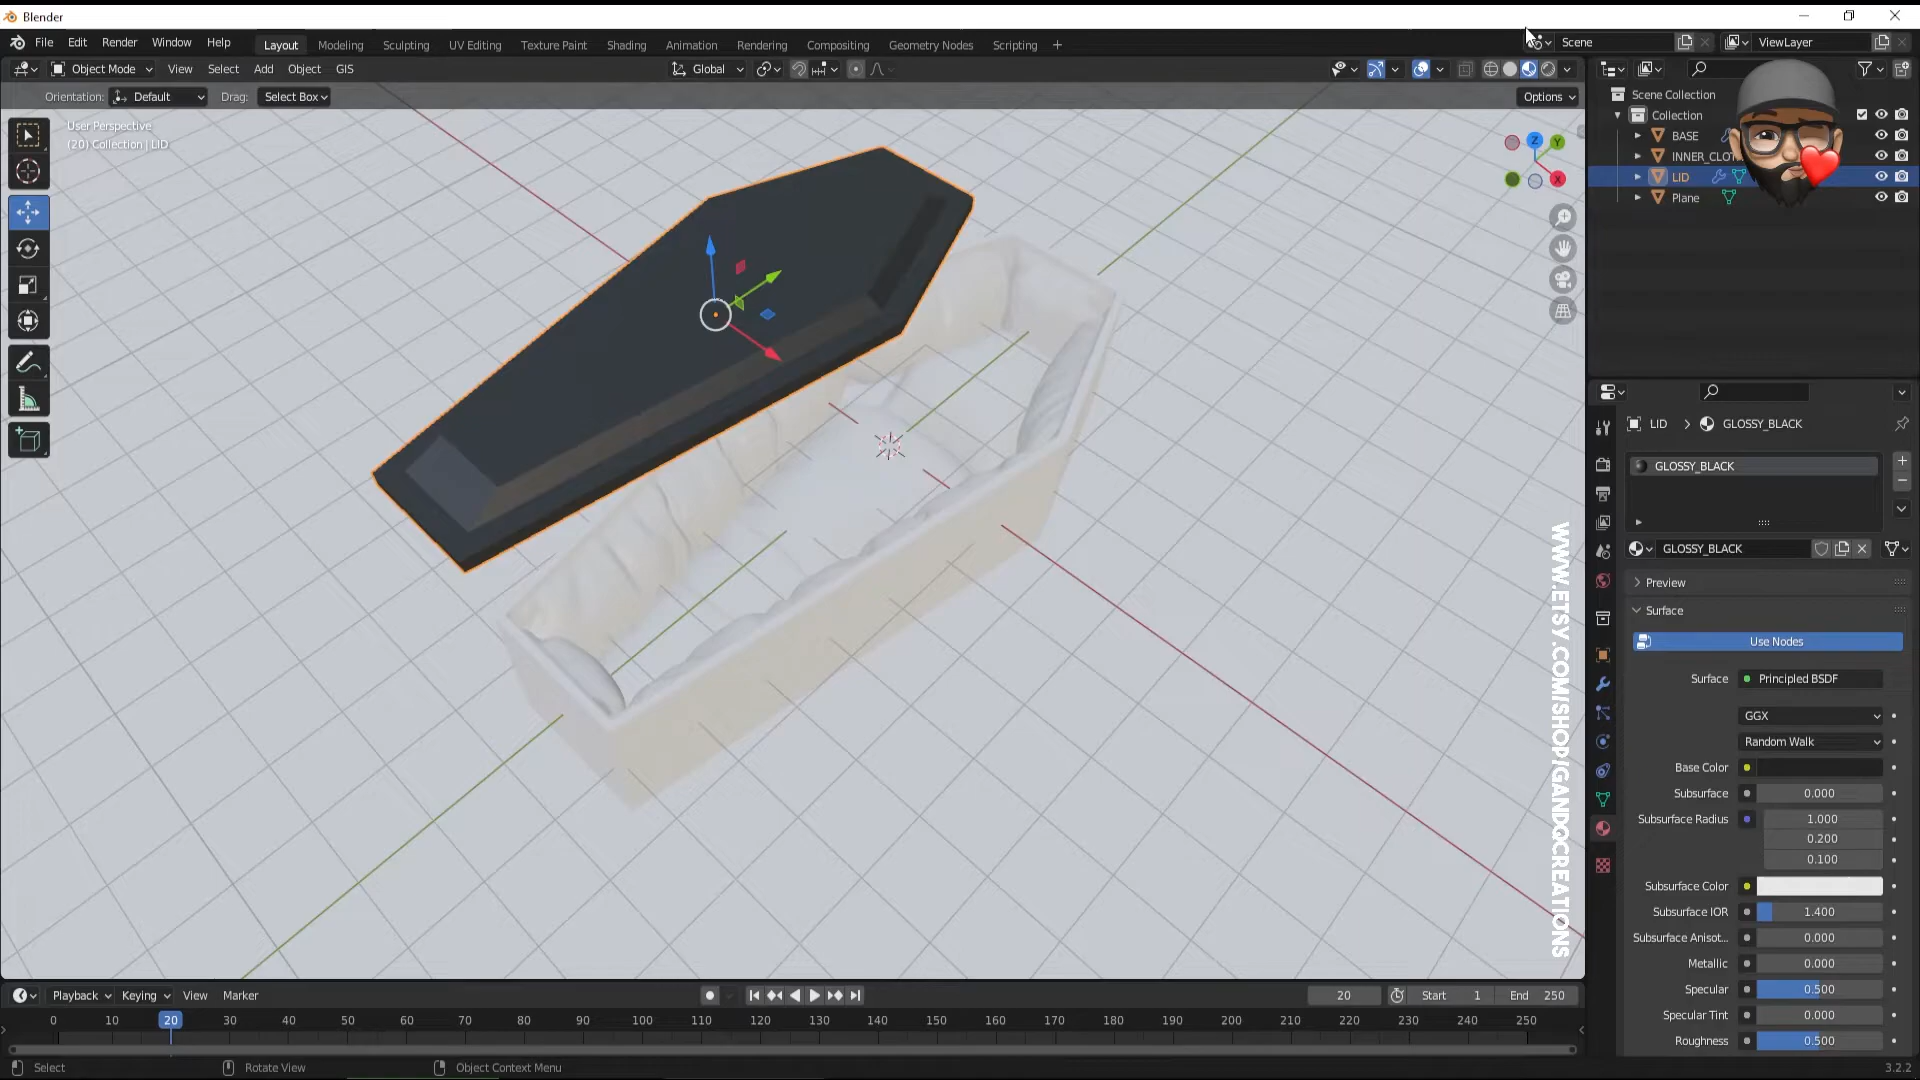 Blender
File Edit Render Window Help
Layout Modeling Sculpting UV Editing Texture Paint Shading Animation Rendering Compositing Geometry Nodes Scripting +
Scene
ViewLayer
Object Mode View Select Add Object GIS
Global
Orientation: Default Drag: Select Box
Options
User Perspective
(20) Collection | LID
Z
Y
X
Scene Collection
Collection
BASE
INNER_CLOT
LID
Plane
LID > GLOSSY_BLACK
GLOSSY_BLACK
GLOSSY_BLACK
Preview
Surface
Use Nodes
Surface Principled BSDF
GGX
Random Walk
Base Color
Subsurface 0.000
Subsurface Radius 1.000
0.200
0.100
Subsurface Color
Subsurface IOR 1.400
Subsurface Anisot... 0.000
Metallic 0.000
Specular 0.500
Specular Tint 0.000
Roughness 0.500
WWW.ETSY.COM/SHOP/GANDQCREATIONS
Playback Keying View Marker
20 Start 1 End 250
0 10 20 30 40 50 60 70 80 90 100 110 120 130 140 150 160 170 180 190 200 210 220 230 240 250
Select Rotate View Object Context Menu
3.2.2